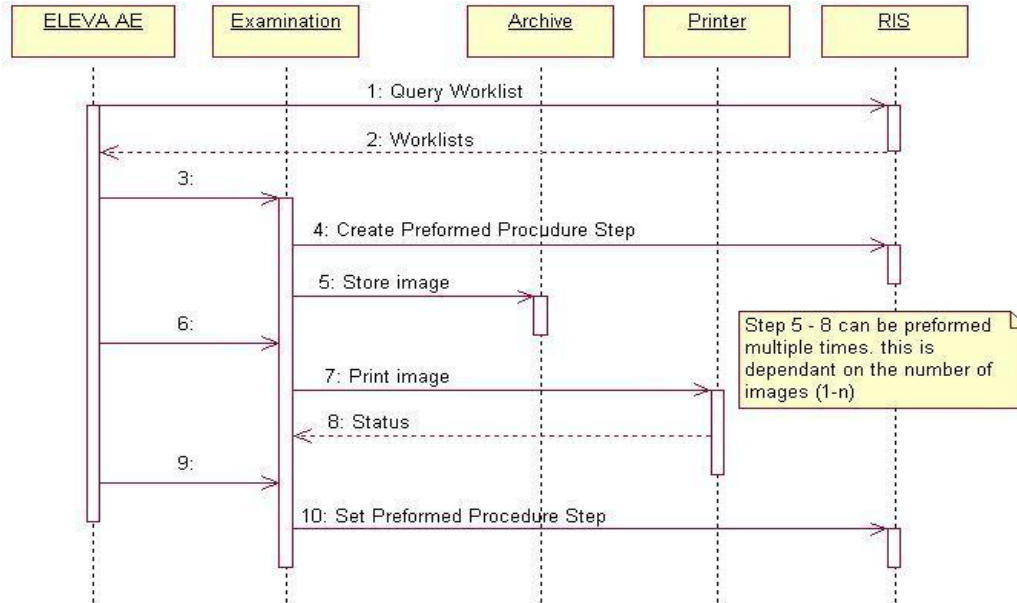 ELEVA AE
Examination
Archive
Printer
RIS
1: Query Worklist
2: Worklists
3:
4: Create Preformed Procudure Step
5: Store image
6:
Step 5 - 8 can be preformed
multiple times. this is
dependant on the number of
images (1-n)
7: Print image
8: Status
9:
10: Set Preformed Procedure Step